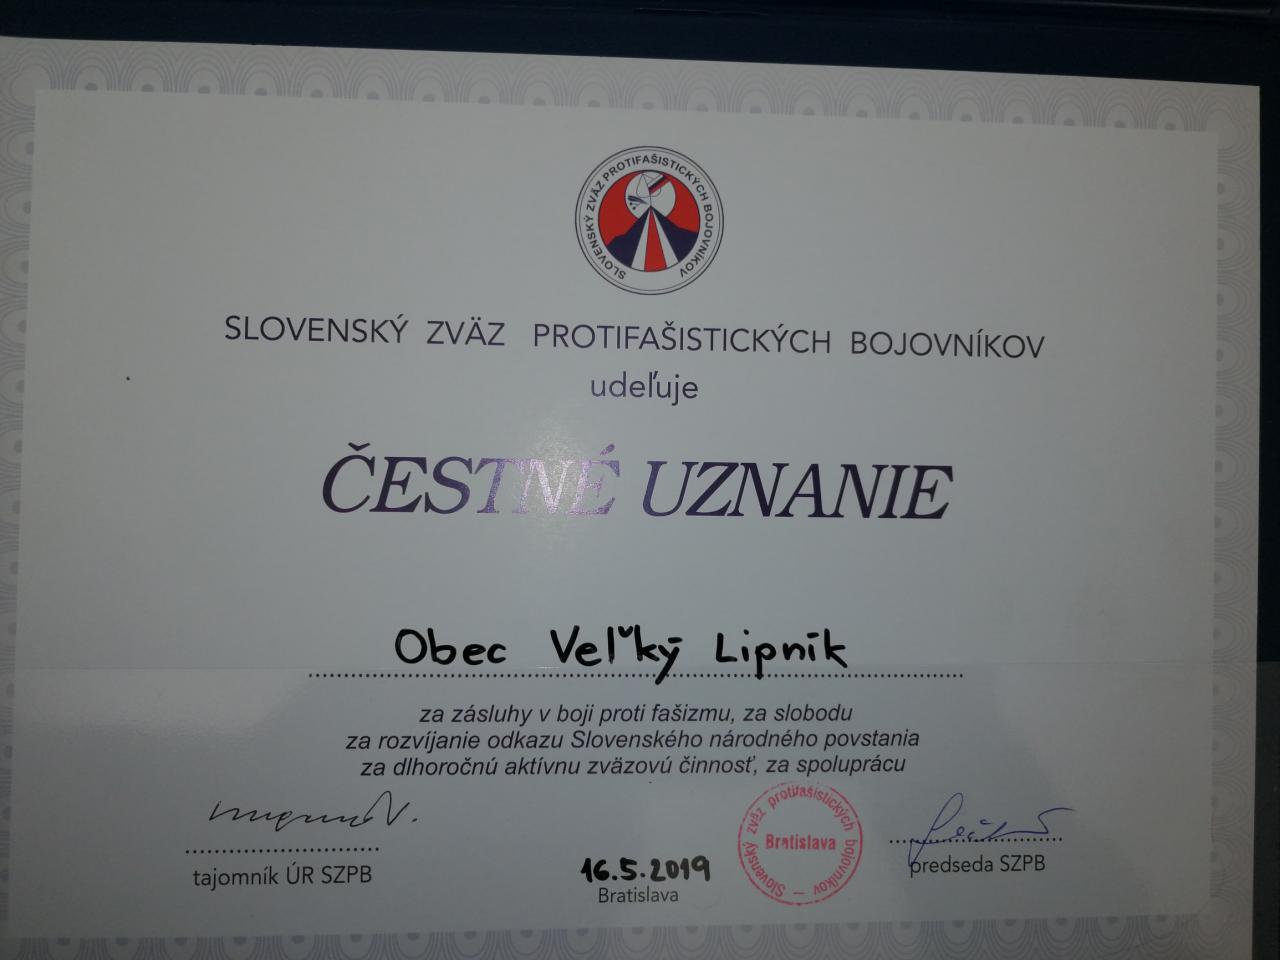 SLOVENSKÝ ZVÄZ PROTIFAŠISTICKÝCH BOJOVNÍKOV
SLOVENSKÝ ZVÄZ PROTIFAŠISTICKÝCH BOJOVNÍKOV
udeľuje
ČESTNÉ UZNANIE
Obec Veľký Lipník
za zásluhy v boji proti fašizmu, za slobodu
za rozvíjanie odkazu Slovenského národného povstania
za dlhoročnú aktívnu zväzovú činnosť, za spoluprácu
tajomník ÚR SZPB
16.5.2019
Bratislava
Slovenský zväz protifašistických bojovníkov –
Bratislava
predseda SZPB